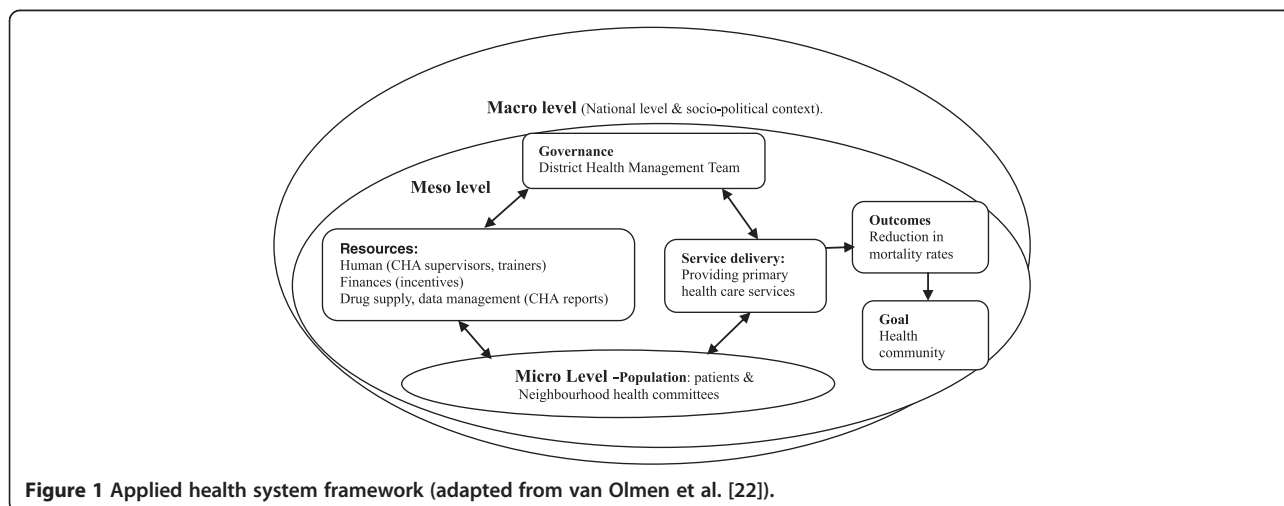 Macro level (National level & socio-political context).
Governance
District Health Management Team
Meso level
Resources:
Human (CHA supervisors, trainers)
Finances (incentives)
Drug supply, data management (CHA reports)
Service delivery:
Providing primary
health care services
Outcomes
Reduction in
mortality rates
Goal
Health
community
Micro Level -Population: patients &
Neighbourhood health committees
Figure 1 Applied health system framework (adapted from van Olmen et al. [22]).